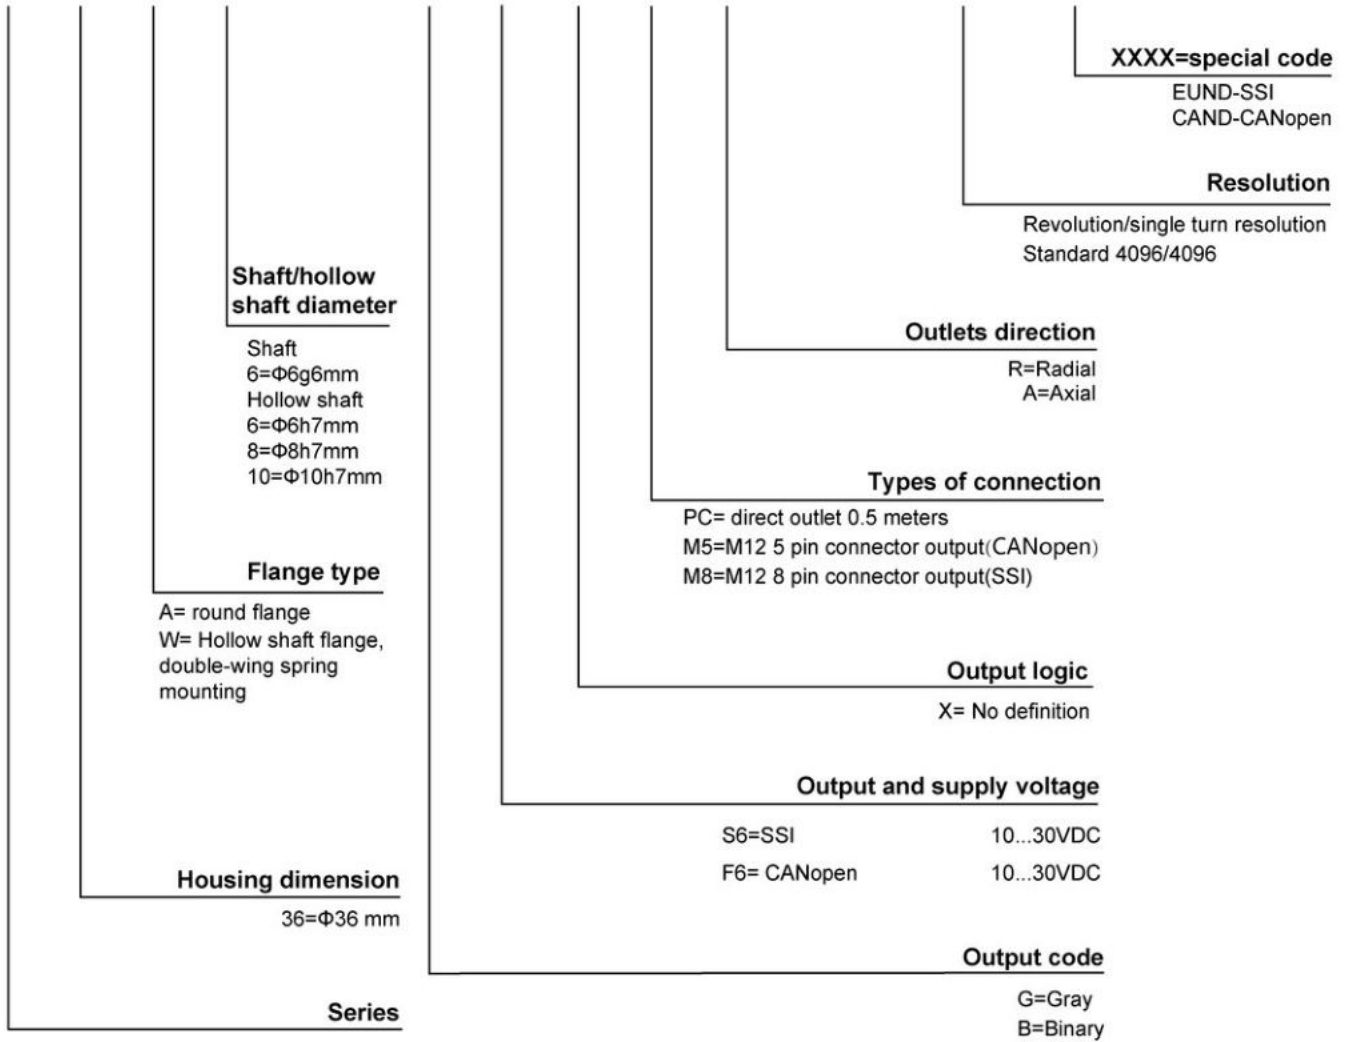 XXXX=special code
EUND-SSI
CAND-CANopen
Resolution
Revolution/single turn resolution
Standard 4096/4096
Shaft/hollow
shaft diameter
Shaft
6=Φ6g6mm
Hollow shaft
6=Φ6h7mm
8=Φ8h7mm
10=Φ10h7mm
Outlets direction
R=Radial
A=Axial
Types of connection
PC= direct outlet 0.5 meters
M5=M12 5 pin connector output(CANopen)
M8=M12 8 pin connector output(SSI)
Flange type
A= round flange
W= Hollow shaft flange,
double-wing spring
mounting
Output logic
X= No definition
Output and supply voltage
S6=SSI 10...30VDC
F6= CANopen 10...30VDC
Housing dimension
36=Φ36 mm
Output code
G=Gray
B=Binary
Series